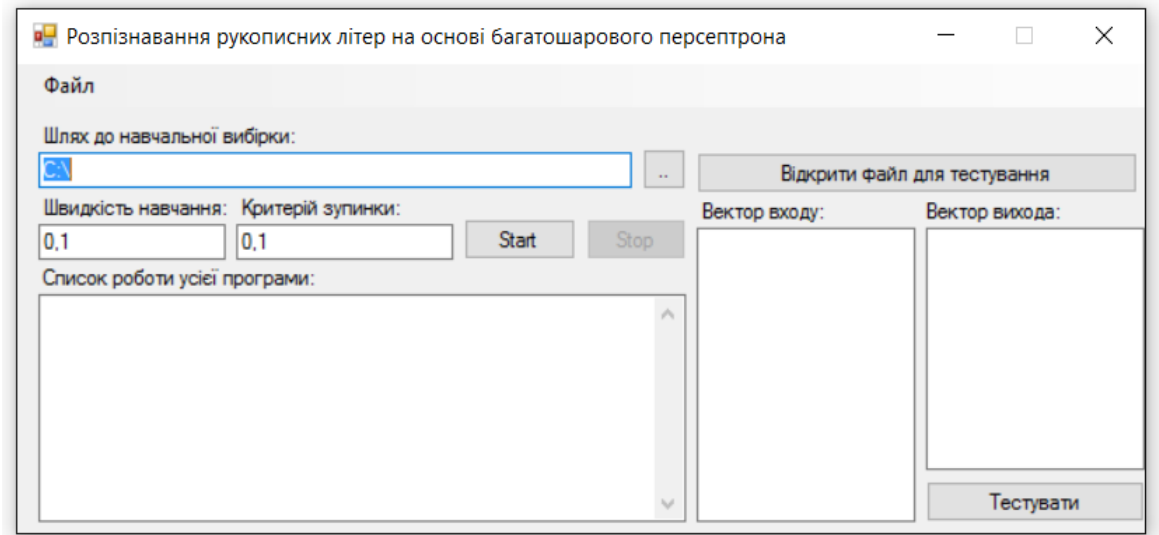 Розпізнавання рукописних літер на основі багатошарового персептрона
Файл
Шлях до навчальної вибірки:
C:\
..
Відкрити файл для тестування
Швидкість навчання: Критерій зупинки:
0,1 0,1 Start Stop
Вектор входу: Вектор вихода:
Список роботи усієї програми:
Тестувати